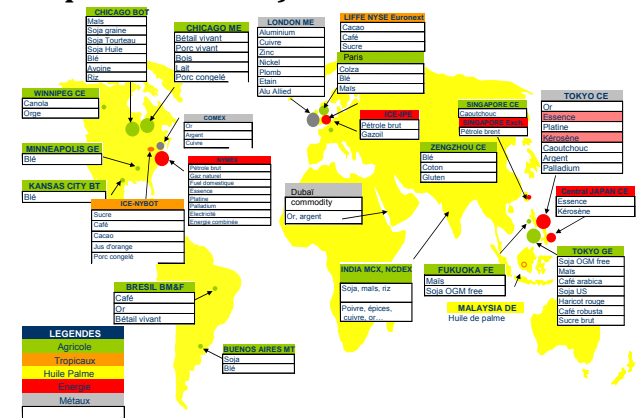 CHICAGO BOT
Maïs
Soja graine
Soja Tourteau
Soja Huile
Blé
Avoine
Riz
CHICAGO ME
Bétail vivant
Porc vivant
Bois
Lait
Porc congelé
LONDON ME
Aluminium
Cuivre
Zinc
Nickel
Plomb
Etain
Alu Allied
LIFFE NYSE Euronext
Cacao
Café
Sucre
Paris
Colza
Blé
Maïs
WINNIPEG CE
Canola
Orge
COMEX
Or
Argent
Cuivre
ICE-IPE
Pétrole brut
Gazoil
SINGAPORE CE
Caoutchouc
SINGAPORE Exch.
Pétrole brent
TOKYO CE
Or
Essence
Platine
Kérosène
Caoutchouc
Argent
Palladium
MINNEAPOLIS GE
Blé
NYMEX
Pétrole brut
Gaz naturel
Fuel domestique
Essence
Platine
Palladium
Electricité
Energie combinée
ZENGZHOU CE
Blé
Coton
Gluten
KANSAS CITY BT
Blé
ICE-NYBOT
Sucre
Café
Cacao
Jus d'orange
Porc congelé
Dubaï
commodity
Or, argent
Central JAPAN CE
Essence
Kérosène
INDIA MCX, NCDEX
Soja, maïs, riz
Poivre, épices,
cuivre, or…
FUKUOKA FE
Maïs
Soja OGM free
TOKYO GE
Soja OGM free
Maïs
Café arabica
Soja US
Haricot rouge
Café robusta
Sucre brut
BRESIL BM&F
Café
Or
Bétail vivant
MALAYSIA DE
Huile de palme
BUENOS AIRES MT
Soja
Blé
LEGENDES
Agricole
Tropicaux
Huile Palme
Energie
Métaux